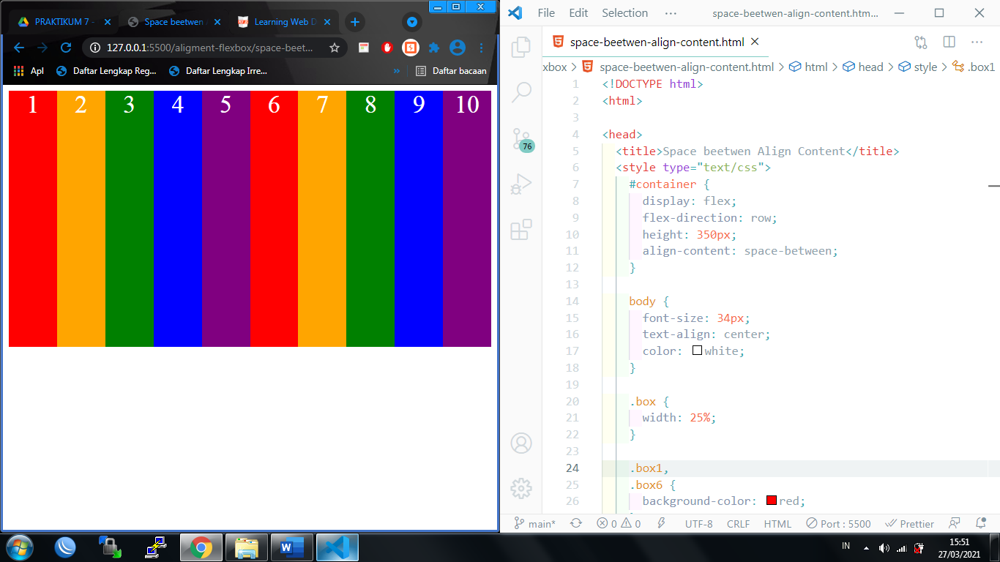 PRAKTIKUM 7 -
Space beetwen A
Learning Web D
127.0.0.1:5500/aligment-flexbox/space-beet...
Apl
Daftar Lengkap Reg...
Daftar Lengkap Irre...
»
Daftar bacaan
1 2 3 4 5 6 7 8 9 10
File Edit Selection ··· space-beetwen-align-content.htm...
space-beetwen-align-content.html
xbox > space-beetwen-align-content.html > html > head > style > .box1
1 <!DOCTYPE html>
2 <html>
3
4 <head>
5 <title>Space beetwen Align Content</title>
6 <style type="text/css">
7 #container {
8 display: flex;
9 flex-direction: row;
10 height: 350px;
11 align-content: space-between;
12 }
13
14 body {
15 font-size: 34px;
16 text-align: center;
17 color: white;
18 }
19
20 .box {
21 width: 25%;
22 }
23
24 .box1,
25 .box6 {
26 background-color: red;
76
main* 0 0 UTF-8 CRLF HTML Port : 5500 Prettier
IN
15:51
27/03/2021